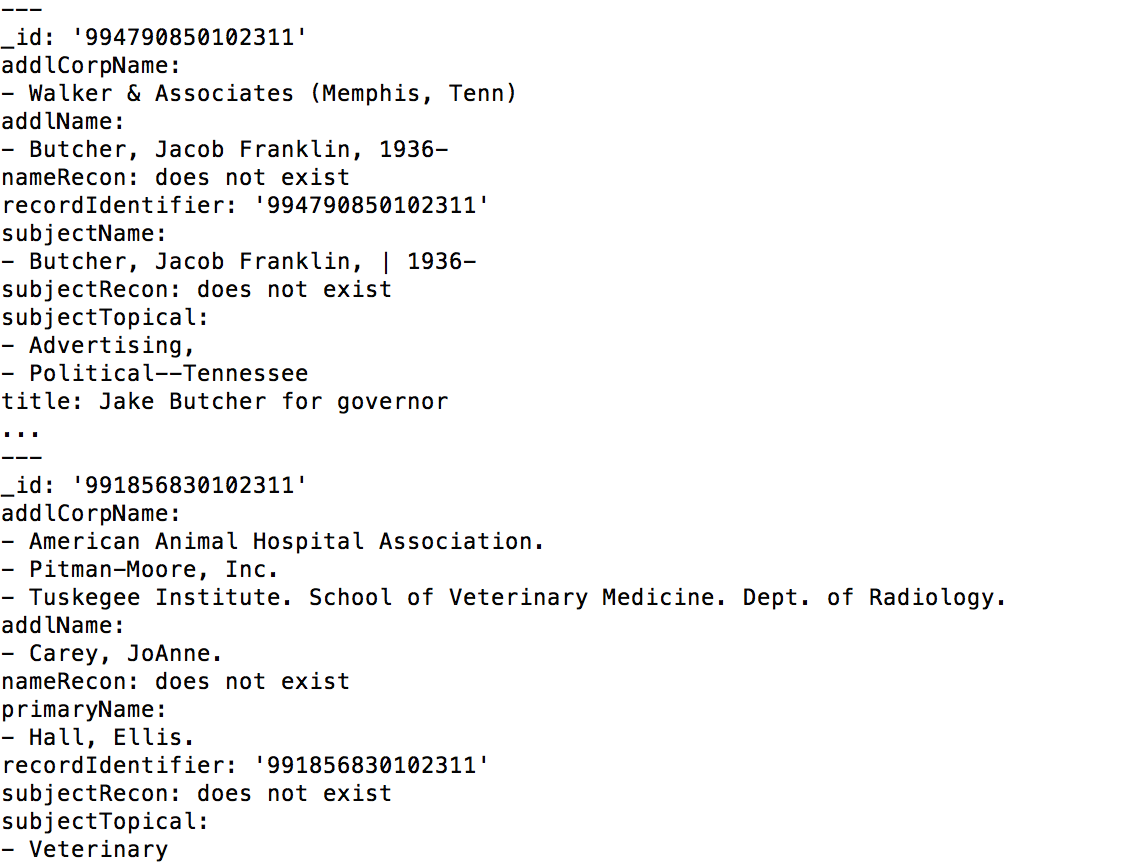 ---
_id: '994790850102311'
addlCorpName:
- Walker & Associates (Memphis, Tenn)
addlName:
- Butcher, Jacob Franklin, 1936-
nameRecon: does not exist
recordIdentifier: '994790850102311'
subjectName:
- Butcher, Jacob Franklin, | 1936-
subjectRecon: does not exist
subjectTopical:
- Advertising,
- Political--Tennessee
title: Jake Butcher for governor
...
---
_id: '991856830102311'
addlCorpName:
- American Animal Hospital Association.
- Pitman-Moore, Inc.
- Tuskegee Institute. School of Veterinary Medicine. Dept. of Radiology.
addlName:
- Carey, JoAnne.
nameRecon: does not exist
primaryName:
- Hall, Ellis.
recordIdentifier: '991856830102311'
subjectRecon: does not exist
subjectTopical:
- Veterinary